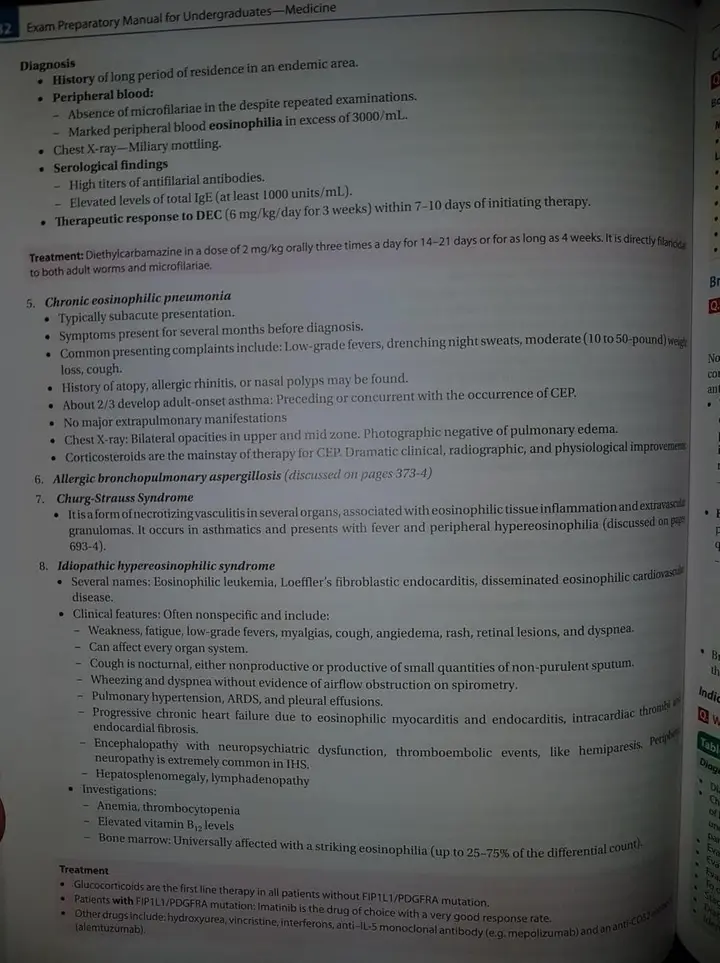 Exam Preparatory Manual for Undergraduates—Medicine
Diagnosis
• History of long period of residence in an endemic area.
• Peripheral blood:
– Absence of microfilariae in the despite repeated examinations.
– Marked peripheral blood eosinophilia in excess of 3000/mL.
• Chest X-ray—Miliary mottling.
• Serological findings
– High titers of antifilarial antibodies.
– Elevated levels of total IgE (at least 1000 units/mL).
• Therapeutic response to DEC (6 mg/kg/day for 3 weeks) within 7–10 days of initiating therapy.
Treatment: Diethylcarbamazine in a dose of 2 mg/kg orally three times a day for 14–21 days or for as long as 4 weeks. It is directly
to both adult worms and microfilariae.
5. Chronic eosinophilic pneumonia
• Typically subacute presentation.
• Symptoms present for several months before diagnosis.
• Common presenting complaints include: Low-grade fevers, drenching night sweats, moderate (10 to 50-pound)
loss, cough.
• History of atopy, allergic rhinitis, or nasal polyps may be found.
• About 2/3 develop adult-onset asthma: Preceding or concurrent with the occurrence of CEP.
• No major extrapulmonary manifestations
• Chest X-ray: Bilateral opacities in upper and mid zone. Photographic negative of pulmonary edema.
• Corticosteroids are the mainstay of therapy for CEP. Dramatic clinical, radiographic, and physiological improvement
6. Allergic bronchopulmonary aspergillosis (discussed on pages 373-4)
7. Churg-Strauss Syndrome
• It is a form of necrotizing vasculitis in several organs, associated with eosinophilic tissue inflammation and extravascular
granulomas. It occurs in asthmatics and presents with fever and peripheral hypereosinophilia (discussed on page
693-4).
8. Idiopathic hypereosinophilic syndrome
• Several names: Eosinophilic leukemia, Loeffler's fibroblastic endocarditis, disseminated eosinophilic cardiovascular
disease.
• Clinical features: Often nonspecific and include:
– Weakness, fatigue, low-grade fevers, myalgias, cough, angiedema, rash, retinal lesions, and dyspnea.
– Can affect every organ system.
– Cough is nocturnal, either nonproductive or productive of small quantities of non-purulent sputum.
– Wheezing and dyspnea without evidence of airflow obstruction on spirometry.
– Pulmonary hypertension, ARDS, and pleural effusions.
– Progressive chronic heart failure due to eosinophilic myocarditis and endocarditis, intracardiac thrombi
endocardial fibrosis.
– Encephalopathy with neuropsychiatric dysfunction, thromboembolic events, like hemiparesis.
neuropathy is extremely common in IHS.
– Hepatosplenomegaly, lymphadenopathy
• Investigations:
– Anemia, thrombocytopenia
– Elevated vitamin B12 levels
– Bone marrow: Universally affected with a striking eosinophilia (up to 25–75% of the differential count).
Treatment
• Glucocorticoids are the first line therapy in all patients without FIP1L1/PDGFRA mutation.
• Patients with FIP1L1/PDGFRA mutation: Imatinib is the drug of choice with a very good response rate.
• Other drugs include: hydroxyurea, vincristine, interferons, anti–IL-5 monoclonal antibody (e.g. mepolizumab) and an anti-CD52
(alemtuzumab).